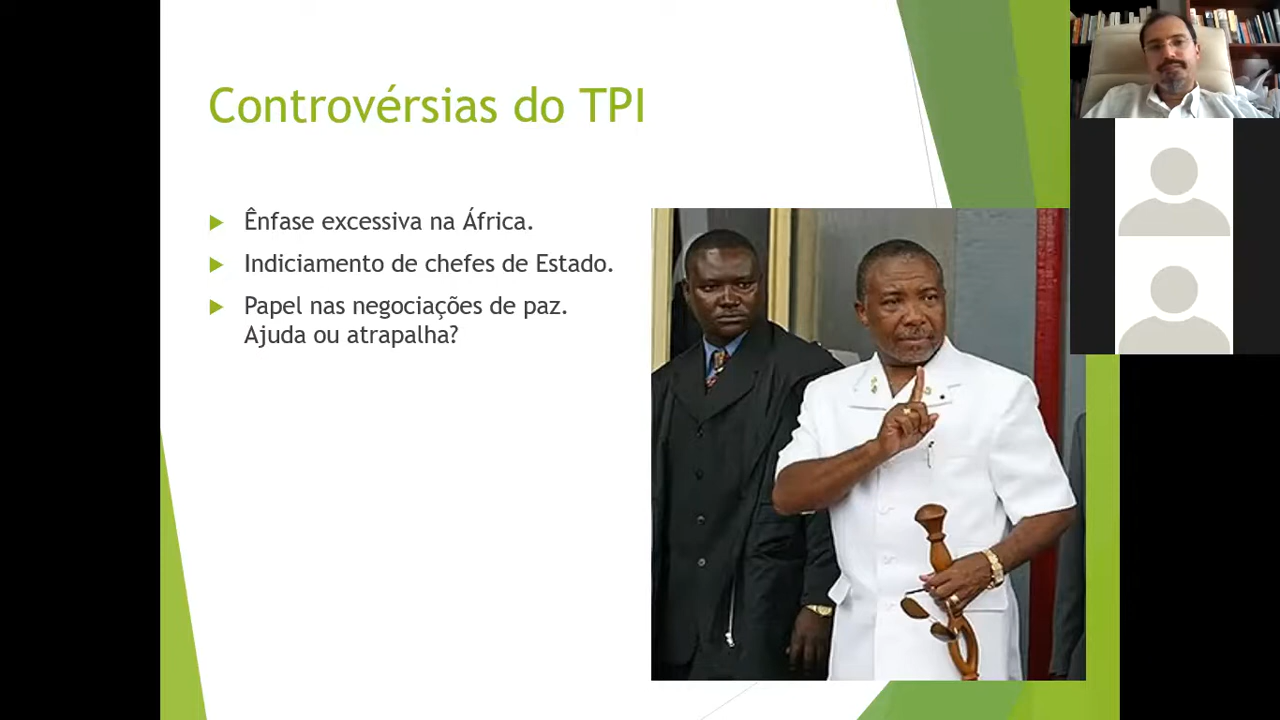 Controvérsias do TPI
Ênfase excessiva na África.
Indiciamento de chefes de Estado.
Papel nas negociações de paz.
Ajuda ou atrapalha?